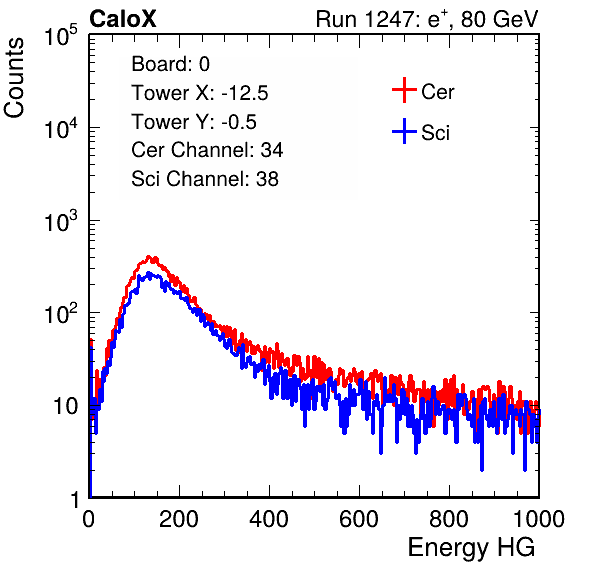 CaloX Run 1247: e⁺, 80 GeV
Counts
10⁵
10⁴
10³
10²
10
1
Board: 0
Tower X: -12.5
Tower Y: -0.5
Cer Channel: 34
Sci Channel: 38
Cer
Sci
0 200 400 600 800 1000
Energy HG